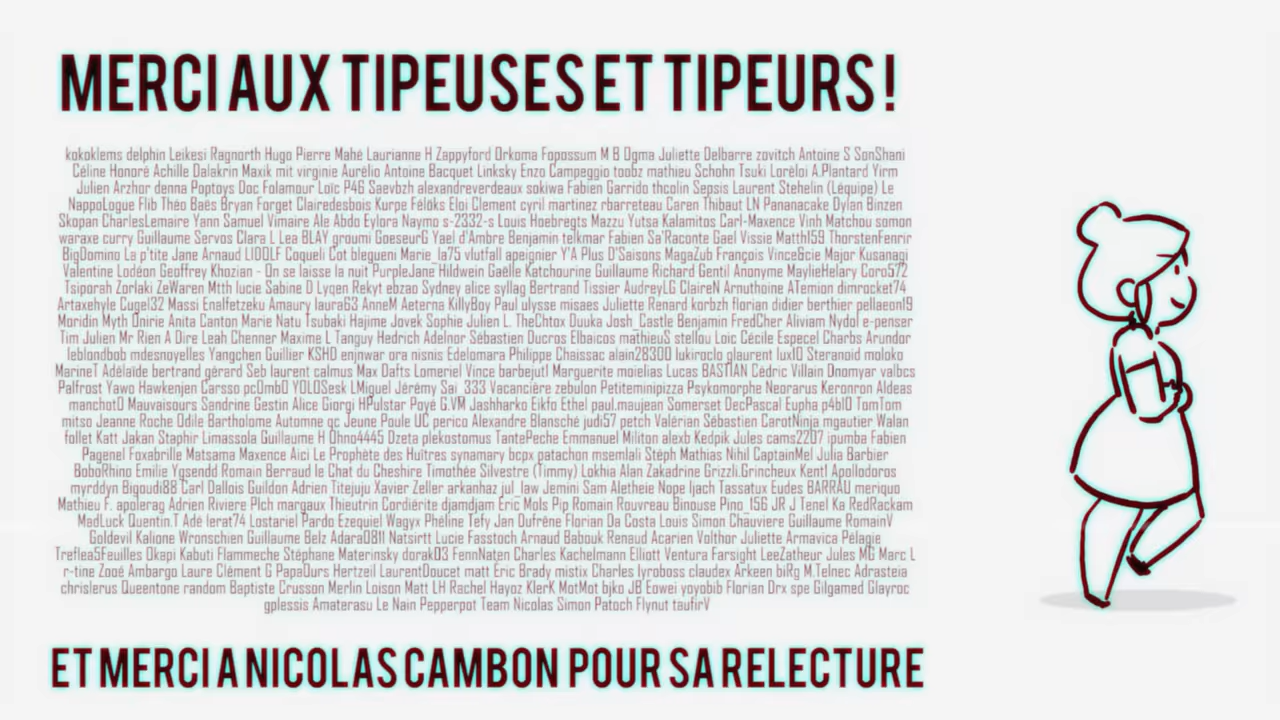 MERCI AUX TIPEUSES ET TIPEURS !
kokoklems delphin Leikesi Ragnorth Hugo Pierre Mahé Laurianne H Zappyford Orkoma Fopossum M B Ogma Juliette Delbarre zovitch Antoine S SonShani
Céline Honoré Achille Dalakrin Maxik mit virginie Aurélio Antoine Bacquet Linksky Enzo Campeggio toobz mathieu Schohn Tsuki Lorèloi A.Plantard Yirm
Julien Arzhor denna Poptoys Doc Folamour Loïc P46 Saevbzh alexandreverdeaux sokiwa Fabien Garrido thcolin Sepsis Laurent Stehelin (Léquipe) Le
NappoLogue Flib Théo Baës Bryan Forget Clairedesbois Kurpe Féloks Eloi Clement cyril martinez rbarreteau Caren Thibaut LN Pananacake Dylan Binzen
Skopan CharlesLemaire Yann Samuel Vimaire Ale Abdo Eylora Naymo s-2332-s Louis Hoebregts Mazzu Yutsa Kalamitos Carl-Maxence Vinh Matchou somon
waraxe curry Guillaume Servos Clara L Lea BLAY groumi GoeseurG Yael d'Ambre Benjamin telkmar Fabien Sa Raconte Gael Vissie Matth159 ThorstenFenrir
BigDomino La p'tite Jane Arnaud LIDOLF Coqueli Cot blegueni Marie_la75 vlutfall apeignier Y'A Plus D'Saisons MagaZub François Vince&cie Major Kusanagi
Valentine Lodéon Geoffrey Khozian - On se laisse la nuit PurpleJane Hildwein Gaëlle Katchourine Guillaume Richard Gentil Anonyme MaylieHelary Coro572
Tsiporah Zorlaki ZeWaren Mtth lucie Sabine D Lyqen Rekyt ebzao Sydney alice syllag Bertrand Tissier AudreyLG ClaireN Arnuthoine ATemion dimrocket74
Artaxehyle Cugel32 Massi Enalfetzeku Amaury laura63 AnneM Aeterna KillyBoy Paul ulysse misaes Juliette Renard korbzh florian didier berthier pellaeon19
Moridin Myth Onirie Anita Canton Marie Natu Tsubaki Hajime Jovek Sophie Julien L. TheChtox Ouuka Josh_Castle Benjamin FredCher Aliviam Nydol e-penser
Tim Julien Mr Rien A Dire Leah Chenner Maxime L Tanguy Hedrich Adelnor Sébastien Ducros Elbaicos mathieuS stellou Loic Cécile Especel Charbs Arundor
leblondbob mdesnoyelles Yangchen Guillier KSHO enjnwar ora nisnis Edelomara Philippe Chaissac alain28300 lukiroclo glaurent lux10 Steranoid moloko
MarineT Adélaïde bertrand gérard Seb laurent calmus Max Dafts Lomeriel Vince barbejut1 Marguerite moielias Lucas BASTIAN Cédric Villain Onomyar valbcs
Palfrost Yawo Hawkenjen Carsso pc0mb0 YOLOSesk LMiguel Jérémy Sai_333 Vacancière zebulon Petiteminipizza Psykomorphe Neorarus Keronron Aldeas
manchot0 Mauvaisours Sandrine Gestin Alice Giorgi HPulstar Poyé G.VM Jashharko Eikfo Ethel paul.maujean Somerset DecPascal Eupha p4bl0 TomTom
mitso Jeanne Roche Odile Bartholome Automne qc Jeune Poule UC perico Alexandre Blansché judi57 petch Valérian Sébastien CarotNinja mgautier Walan
follet Katt Jakan Staphir Limassola Guillaume H Ohno4445 Dzeta plekostomus TantePeche Emmanuel Militon alexb Kedpik Jules cams2207 ipumba Fabien
Pagenel Foxabrille Matsama Maxence Aici Le Prophète des Huîtres synamary bcpx patachon msemlali Stéph Mathias Nihil CaptainMel Julia Barbier
BoboRhino Emilie Ygsendd Romain Berraud le Chat du Cheshire Timothée Silvestre (Timmy) Lokhia Alan Zakadrine Grizzli.Grincheux Kent1 Apollodoros
myrddyn Bigoudi88 Carl Dallois Guildon Adrien Titejuju Xavier Zeller arkanhaz jul_law Jemini Sam Aletheie Nope Ijach Tassatux Eudes BARRAU meriquo
Mathieu F. apolerag Adrien Riviere Plch margaux Thieutrin Cordiérite djamdjam Eric Mols Pip Romain Rouvreau Binouse Pino_156 JR J Tenel Ka RedRackam
MadLuck Quentin.T Adé lerat74 Lostariel Pardo Ezequiel Wagyx Phéline Tefy Jan Dufrêne Florian Da Costa Louis Simon Chauviere Guillaume RomainV
Goldevil Kalione Wronschien Guillaume Belz Adara0811 Natsirtt Lucie Fasstoch Arnaud Babouk Renaud Acarien Volthor Juliette Armavica Pélagie
Treflea5Feuilles Okapi Kabuti Flammeche Stéphane Materinsky dorak03 FennNaten Charles Kachelmann Elliott Ventura Farsight LeeZatheur Jules MG Marc L
r-tine Zooé Ambargo Laure Clément G PapaOurs Hertzeil LaurentDoucet matt Eric Brady mistix Charles lyroboss claudex Arkeen biRg M.Telnec Adrasteia
chrislerus Queentone random Baptiste Crusson Merlin Loison Matt LH Rachel Hayoz KlerK MotMot bjko JB Eowei yoyobib Florian Drx spe Gilgamed Glayroc
gplessis Amaterasu Le Nain Pepperpot Team Nicolas Simon Patoch Flynut taufirV
ET MERCI A NICOLAS CAMBON POUR SA RELECTURE